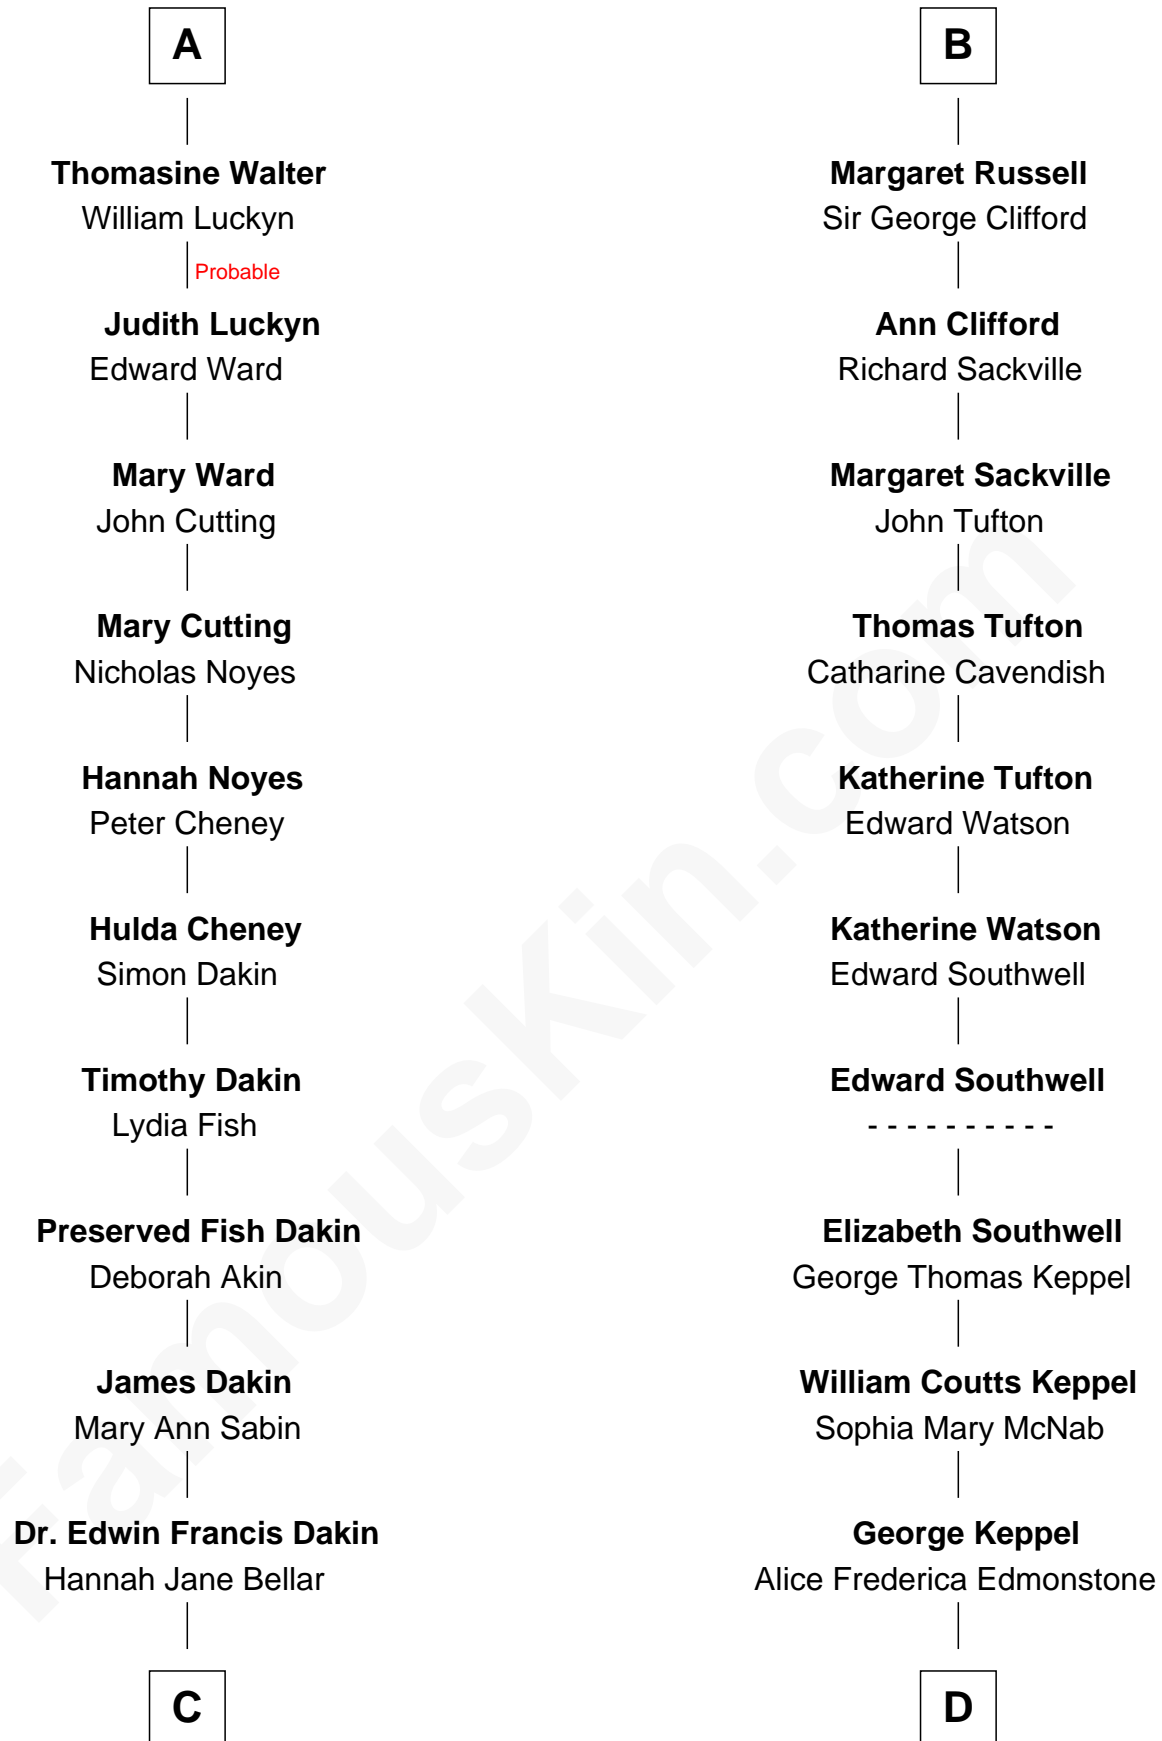 A
Thomasine Walter
William Luckyn
Probable
Judith Luckyn
Edward Ward
Mary Ward
John Cutting
Mary Cutting
Nicholas Noyes
Hannah Noyes
Peter Cheney
Hulda Cheney
Simon Dakin
Timothy Dakin
Lydia Fish
Preserved Fish Dakin
Deborah Akin
James Dakin
Mary Ann Sabin
Dr. Edwin Francis Dakin
Hannah Jane Bellar
C
B
Margaret Russell
Sir George Clifford
Ann Clifford
Richard Sackville
Margaret Sackville
John Tufton
Thomas Tufton
Catharine Cavendish
Katherine Tufton
Edward Watson
Katherine Watson
Edward Southwell
Edward Southwell
- - - - - - - - - -
Elizabeth Southwell
George Thomas Keppel
William Coutts Keppel
Sophia Mary McNab
George Keppel
Alice Frederica Edmonstone
D
FamousKin.com